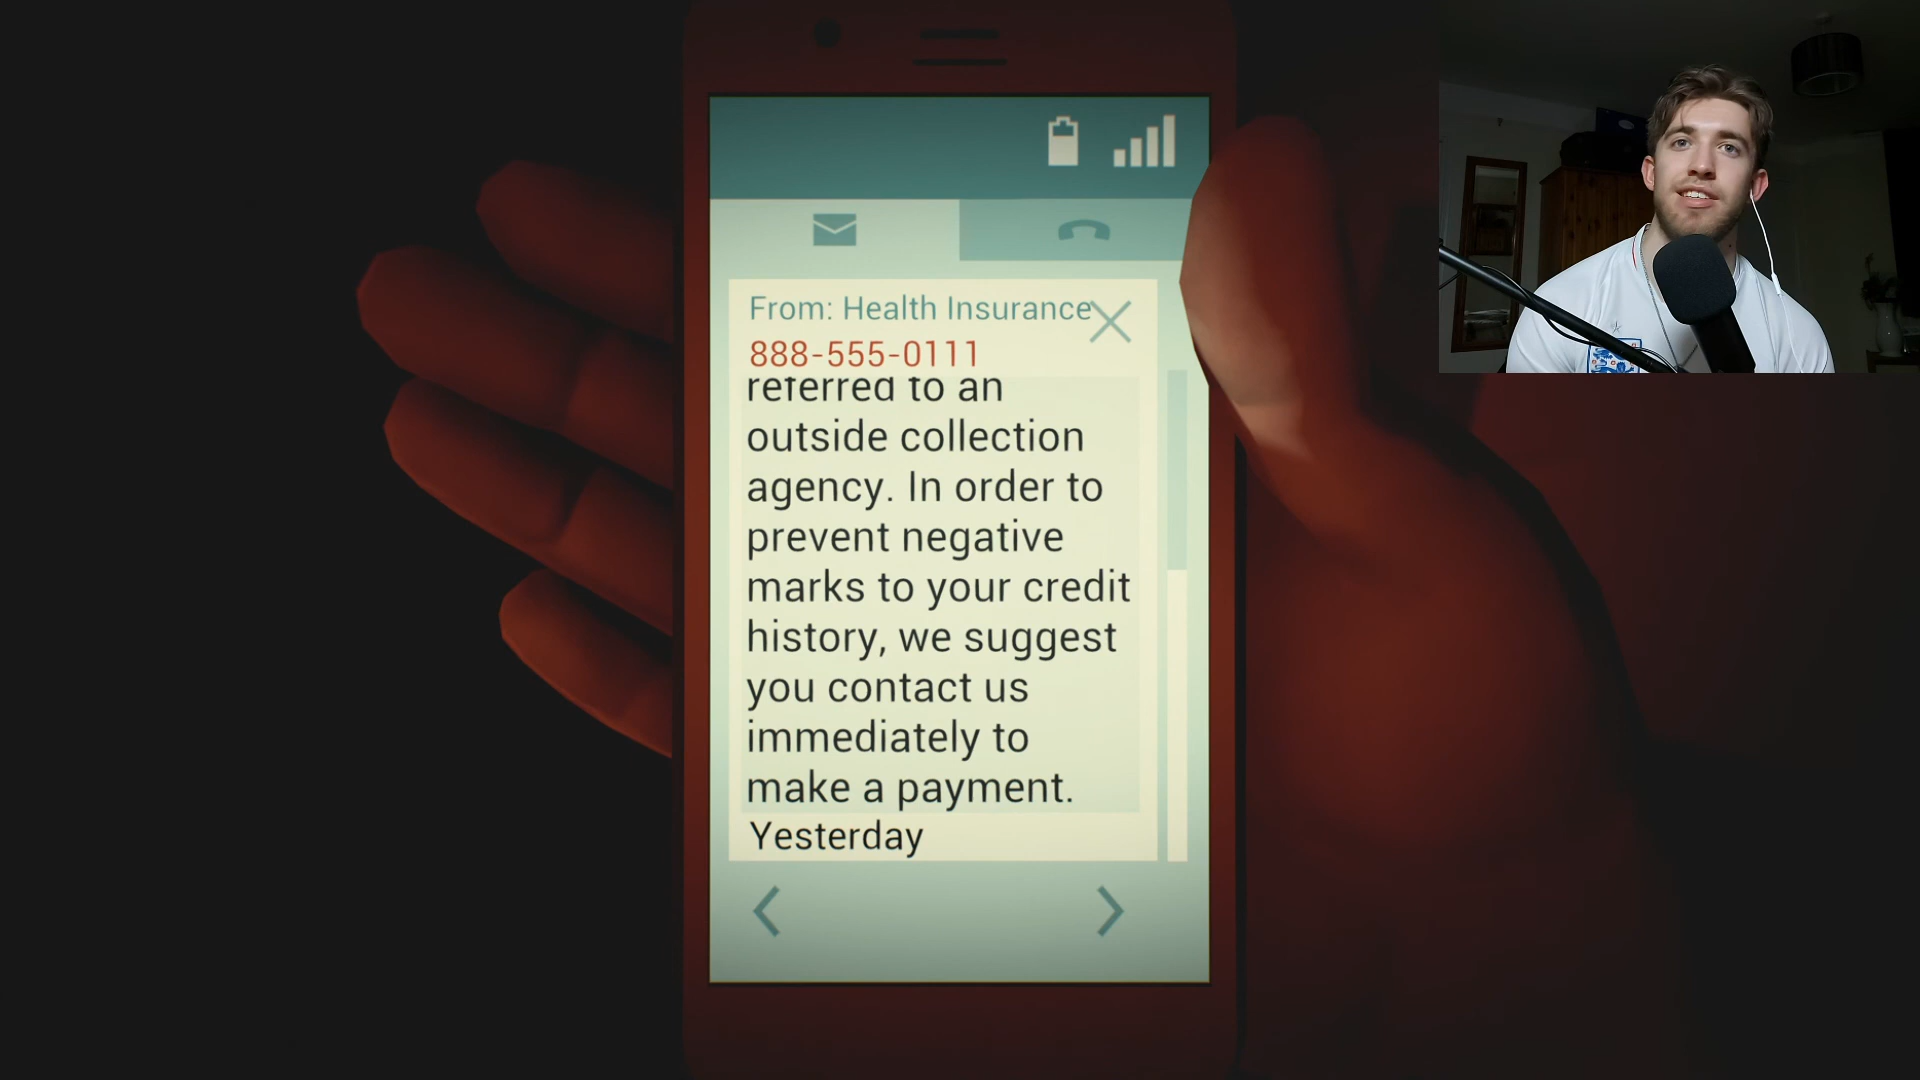 From: Health Insurance
888-555-0111
referred to an
outside collection
agency. In order to
prevent negative
marks to your credit
history, we suggest
you contact us
immediately to
make a payment.
Yesterday